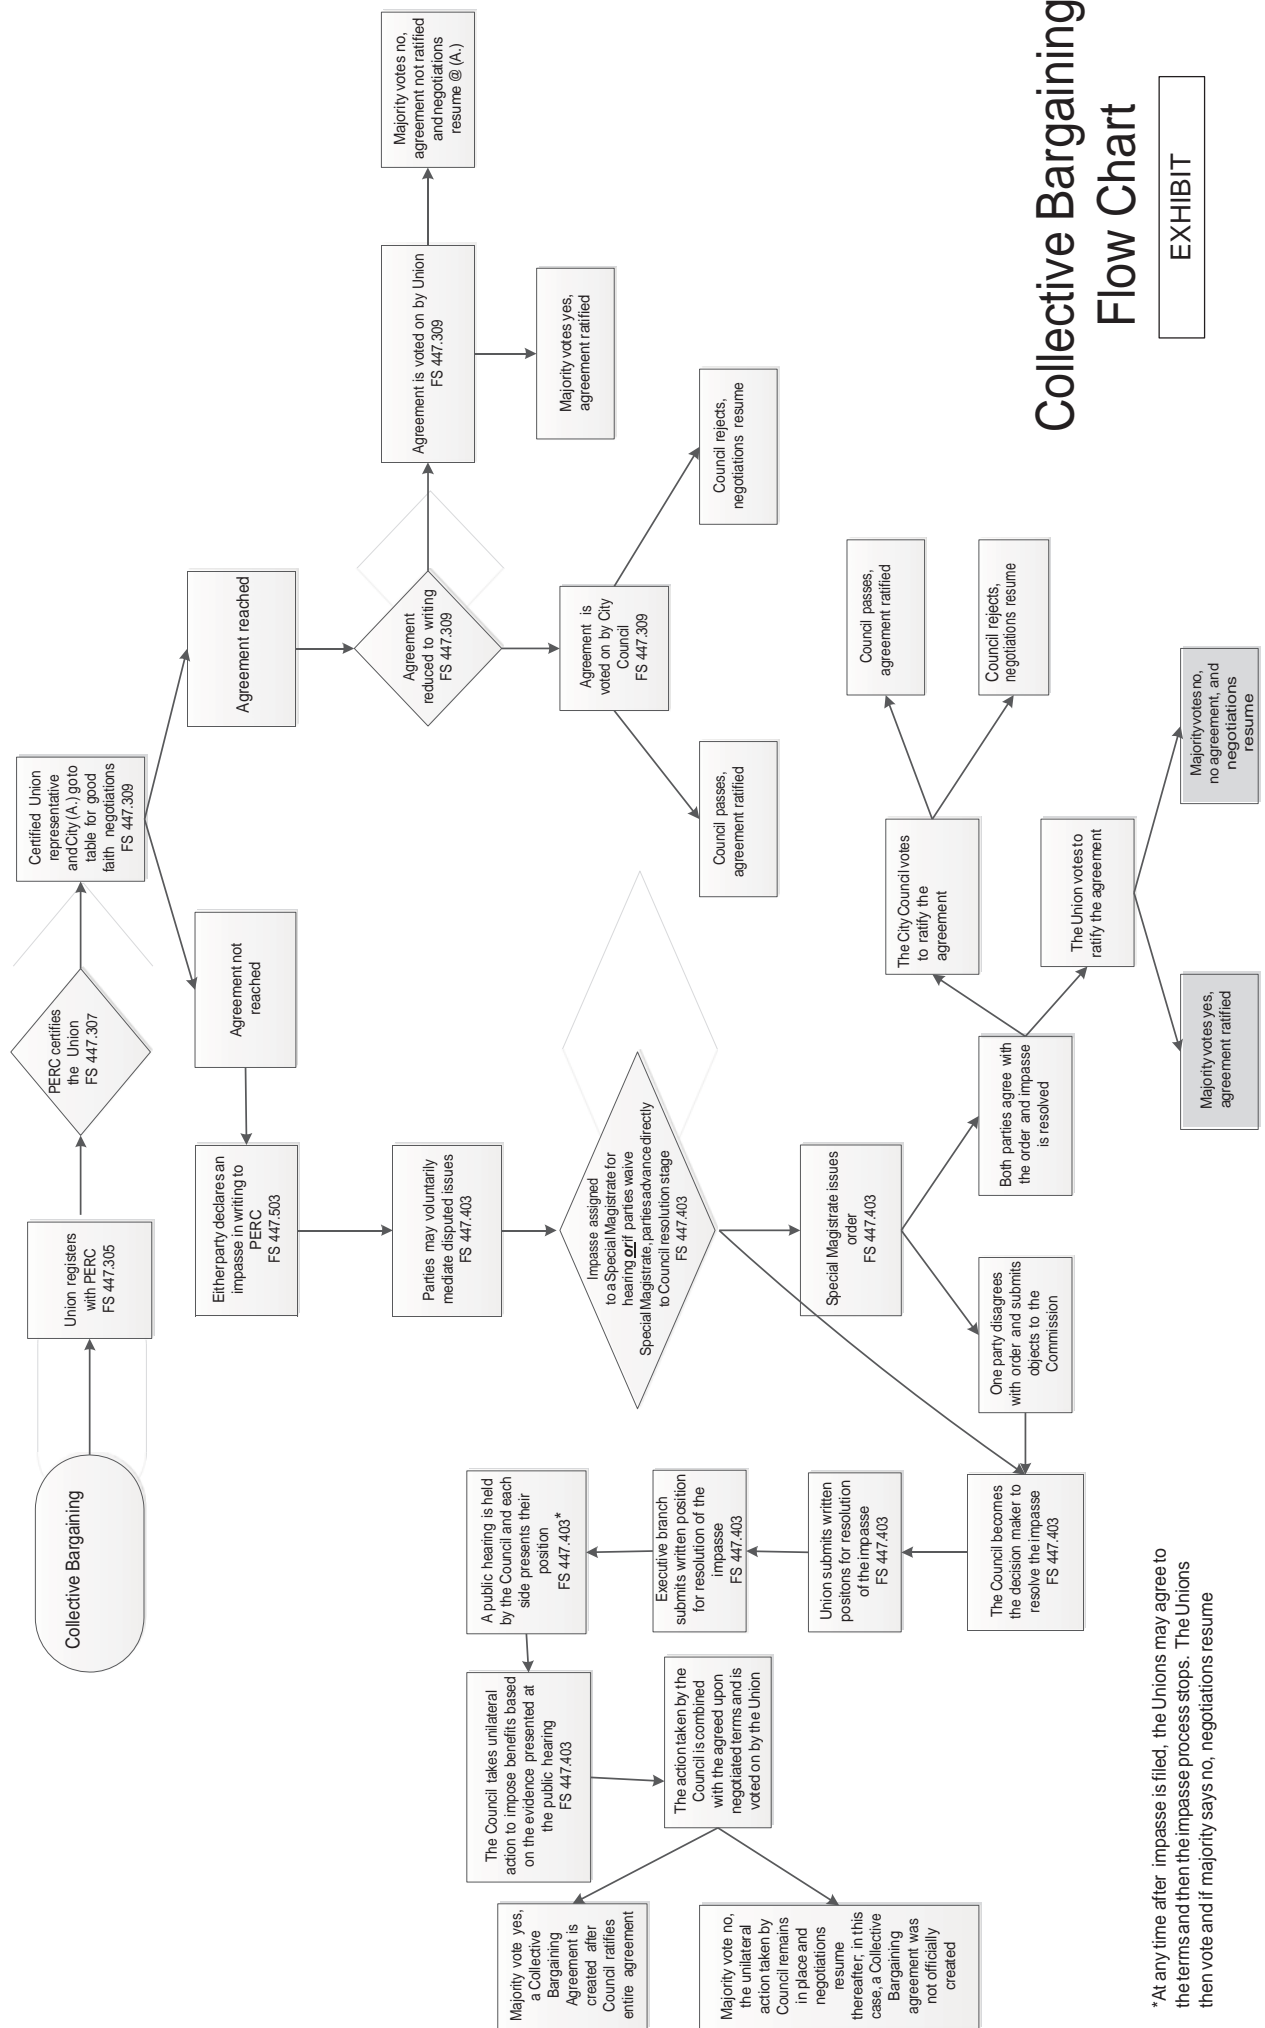 Collective Bargaining
Flow Chart
EXHIBIT
Collective Bargaining
Union registers
with PERC
FS 447.305
PERC certifies
the Union
FS 447.307
Certified Union
representative
and City (A.) go to
table for good
faith negotiations
FS 447.309
Agreement reached
Agreement not
reached
Agreement
reduced to writing
FS 447.309
Agreement is voted on by Union
FS 447.309
Majority votes no,
agreement not ratified
and negotiations
resume @ (A.)
Majority votes yes,
agreement ratified
Agreement is
voted on by City
Council
FS 447.309
Council passes,
agreement ratified
Council rejects,
negotiations resume
Either party declares an
impasse in writing to
PERC
FS 447.503
Parties may voluntarily
mediate disputed issues
FS 447.403
Impasse assigned
to a Special Magistrate for
hearing or if parties waive
Special Magistrate, parties advance directly
to Council resolution stage
FS 447.403
Special Magistrate issues
order
FS 447.403
Both parties agree with
the order and impasse
is resolved
The City Council votes
to ratify the
agreement
Council passes,
agreement ratified
Council rejects,
negotiations resume
The Union votes to
ratify the agreement
Majority votes yes,
agreement ratified
Majority votes no,
no agreement, and
negotiations
resume
One party disagrees
with order and submits
objects to the
Commission
The Council becomes
the decision maker to
resolve the impasse
FS 447.403
Union submits written
positions for resolution
of the impasse
FS 447.403
Executive branch
submits written position
for resolution of the
impasse
FS 447.403
A public hearing is held
by the Council and each
side presents their
position
FS 447.403*
The Council takes unilateral
action to impose benefits based
on the evidence presented at
the public hearing
FS 447.403
The action taken by the
Council is combined
with the agreed upon
negotiated terms and is
voted on by the Union
Majority vote yes,
a Collective
Bargaining
Agreement is
created after
Council ratifies
entire agreement
Majority vote no,
the unilateral
action taken by
Council remains
in place and
negotiations
resume
thereafter; in this
case, a Collective
Bargaining
agreement was
not officially
created
*At any time after impasse is filed, the Unions may agree to
the terms and then the impasse process stops. The Unions
then vote and if majority says no, negotiations resume